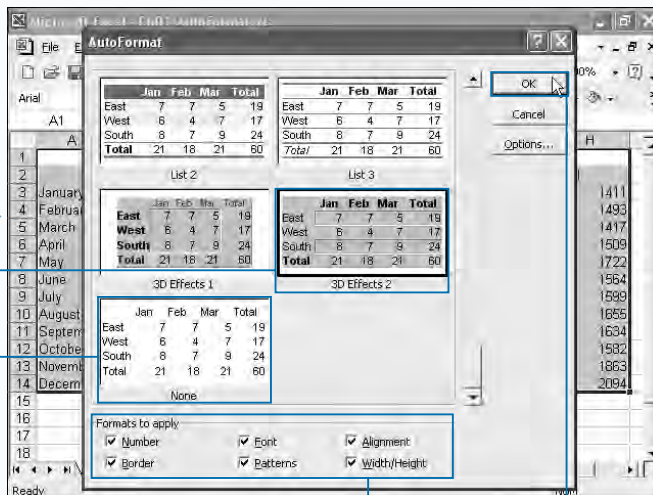 Microsoft Excel - Ch07 AutoFormat.xls
File
AutoFormat
Arial
A1
A
H
Jan Feb Mar Total
East 7 7 5 19
West 6 4 7 17
South 8 7 9 24
Total 21 18 21 60
List 2
Jan Feb Mar Total
East 7 7 5 19
West 6 4 7 17
South 8 7 9 24
Total 21 18 21 60
List 3
Jan Feb Mar Total
East 7 7 5 19
West 6 4 7 17
South 8 7 9 24
Total 21 18 21 60
3D Effects 1
Jan Feb Mar Total
East 7 7 5 19
West 6 4 7 17
South 8 7 9 24
Total 21 18 21 60
3D Effects 2
Jan Feb Mar Total
East 7 7 5 19
West 6 4 7 17
South 8 7 9 24
Total 21 18 21 60
None
OK
Cancel
Options...
Formats to apply
Number Font Alignment
Border Patterns Width/Height
1
2
3 January 1411
4 Februar 1493
5 March 1417
6 April 1509
7 May 1722
8 June 1564
9 July 1599
10 August 1655
11 Septem 1634
12 Octobe 1582
13 Novemb 1863
14 Decem 2094
15
16
17
18
Ready